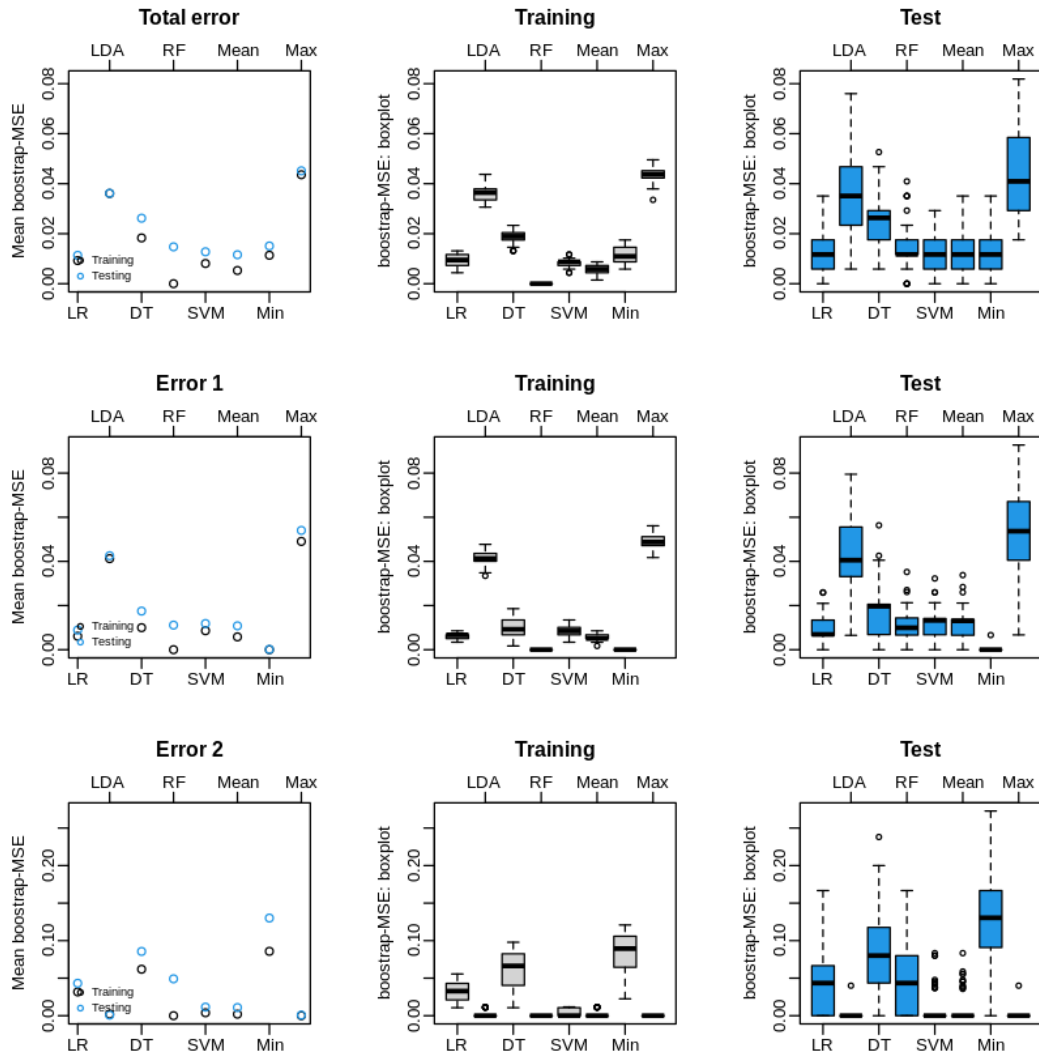 Total error
Training
Test
LDA RF Mean Max
LDA RF Mean Max
LDA RF Mean Max
Mean boostrap-MSE
0.00 0.02 0.04 0.06 0.08
Training
Testing
LR DT SVM Min
boostrap-MSE: boxplot
0.00 0.02 0.04 0.06 0.08
LR DT SVM Min
0.00 0.02 0.04 0.06 0.08
LR DT SVM Min
Error 1
Training
Test
LDA RF Mean Max
LDA RF Mean Max
LDA RF Mean Max
Mean boostrap-MSE
0.00 0.04 0.08
Training
Testing
LR DT SVM Min
boostrap-MSE: boxplot
0.00 0.04 0.08
LR DT SVM Min
0.00 0.04 0.08
LR DT SVM Min
Error 2
Training
Test
LDA RF Mean Max
LDA RF Mean Max
LDA RF Mean Max
Mean boostrap-MSE
0.00 0.10 0.20
Training
Testing
LR DT SVM Min
boostrap-MSE: boxplot
0.00 0.10 0.20
LR DT SVM Min
0.00 0.10 0.20
LR DT SVM Min